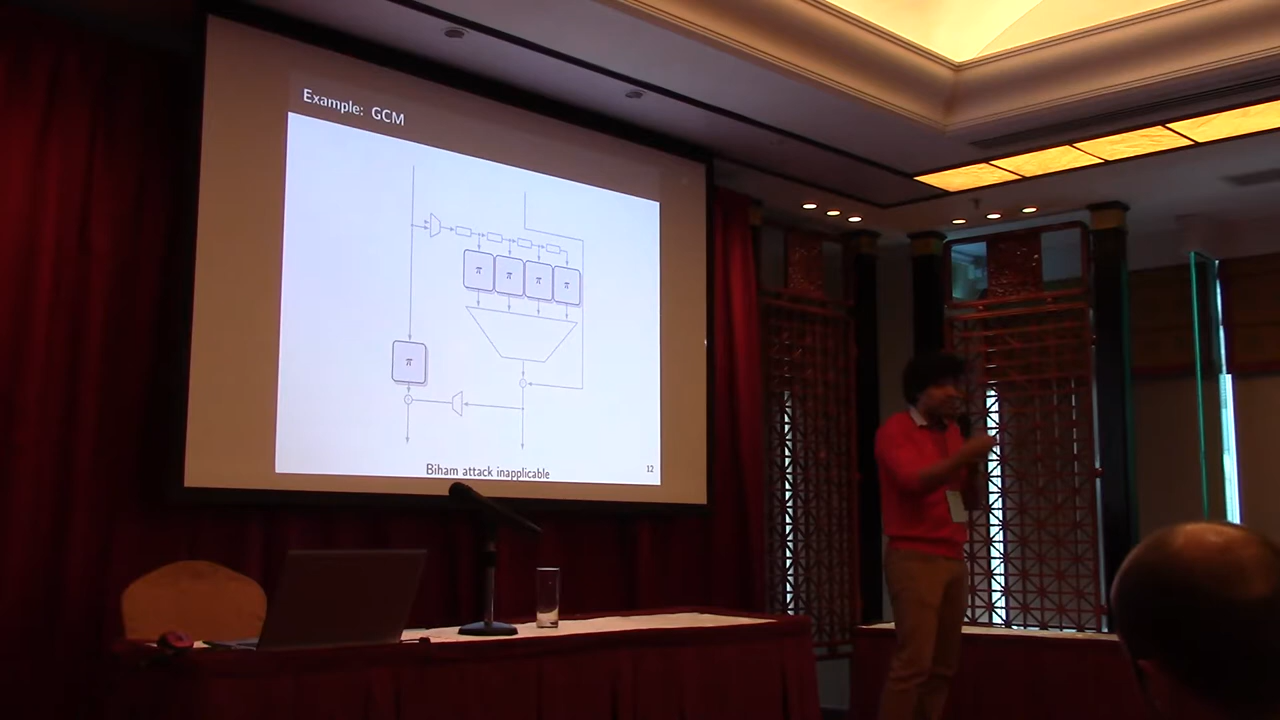 Example: GCM
π π π π
π
Biham attack inapplicable
12